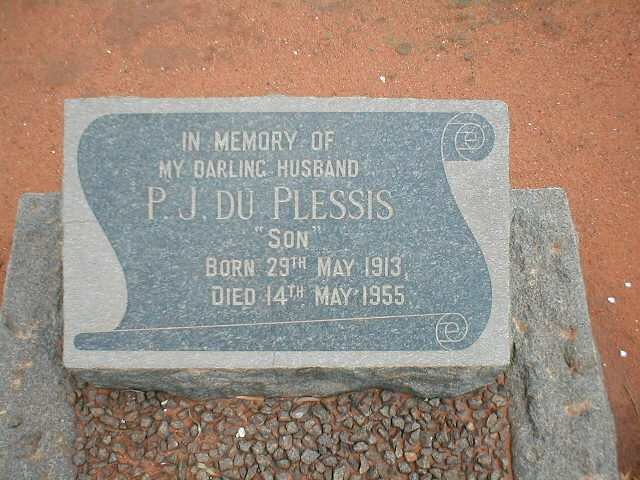 IN MEMORY OF
MY DARLING HUSBAND
P. J. DU PLESSIS
"SON"
BORN 29TH MAY 1913,
DIED 14TH MAY 1955.